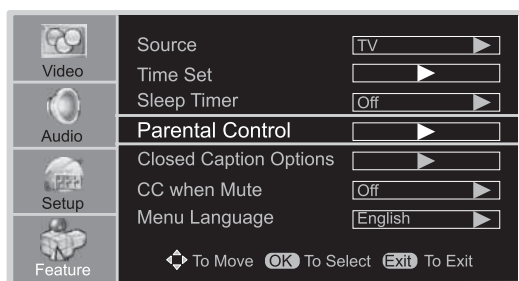 Video
Audio
Setup
Feature
Source TV
Time Set
Sleep Timer Off
Parental Control
Closed Caption Options
CC when Mute Off
Menu Language English
To Move OK To Select Exit To Exit